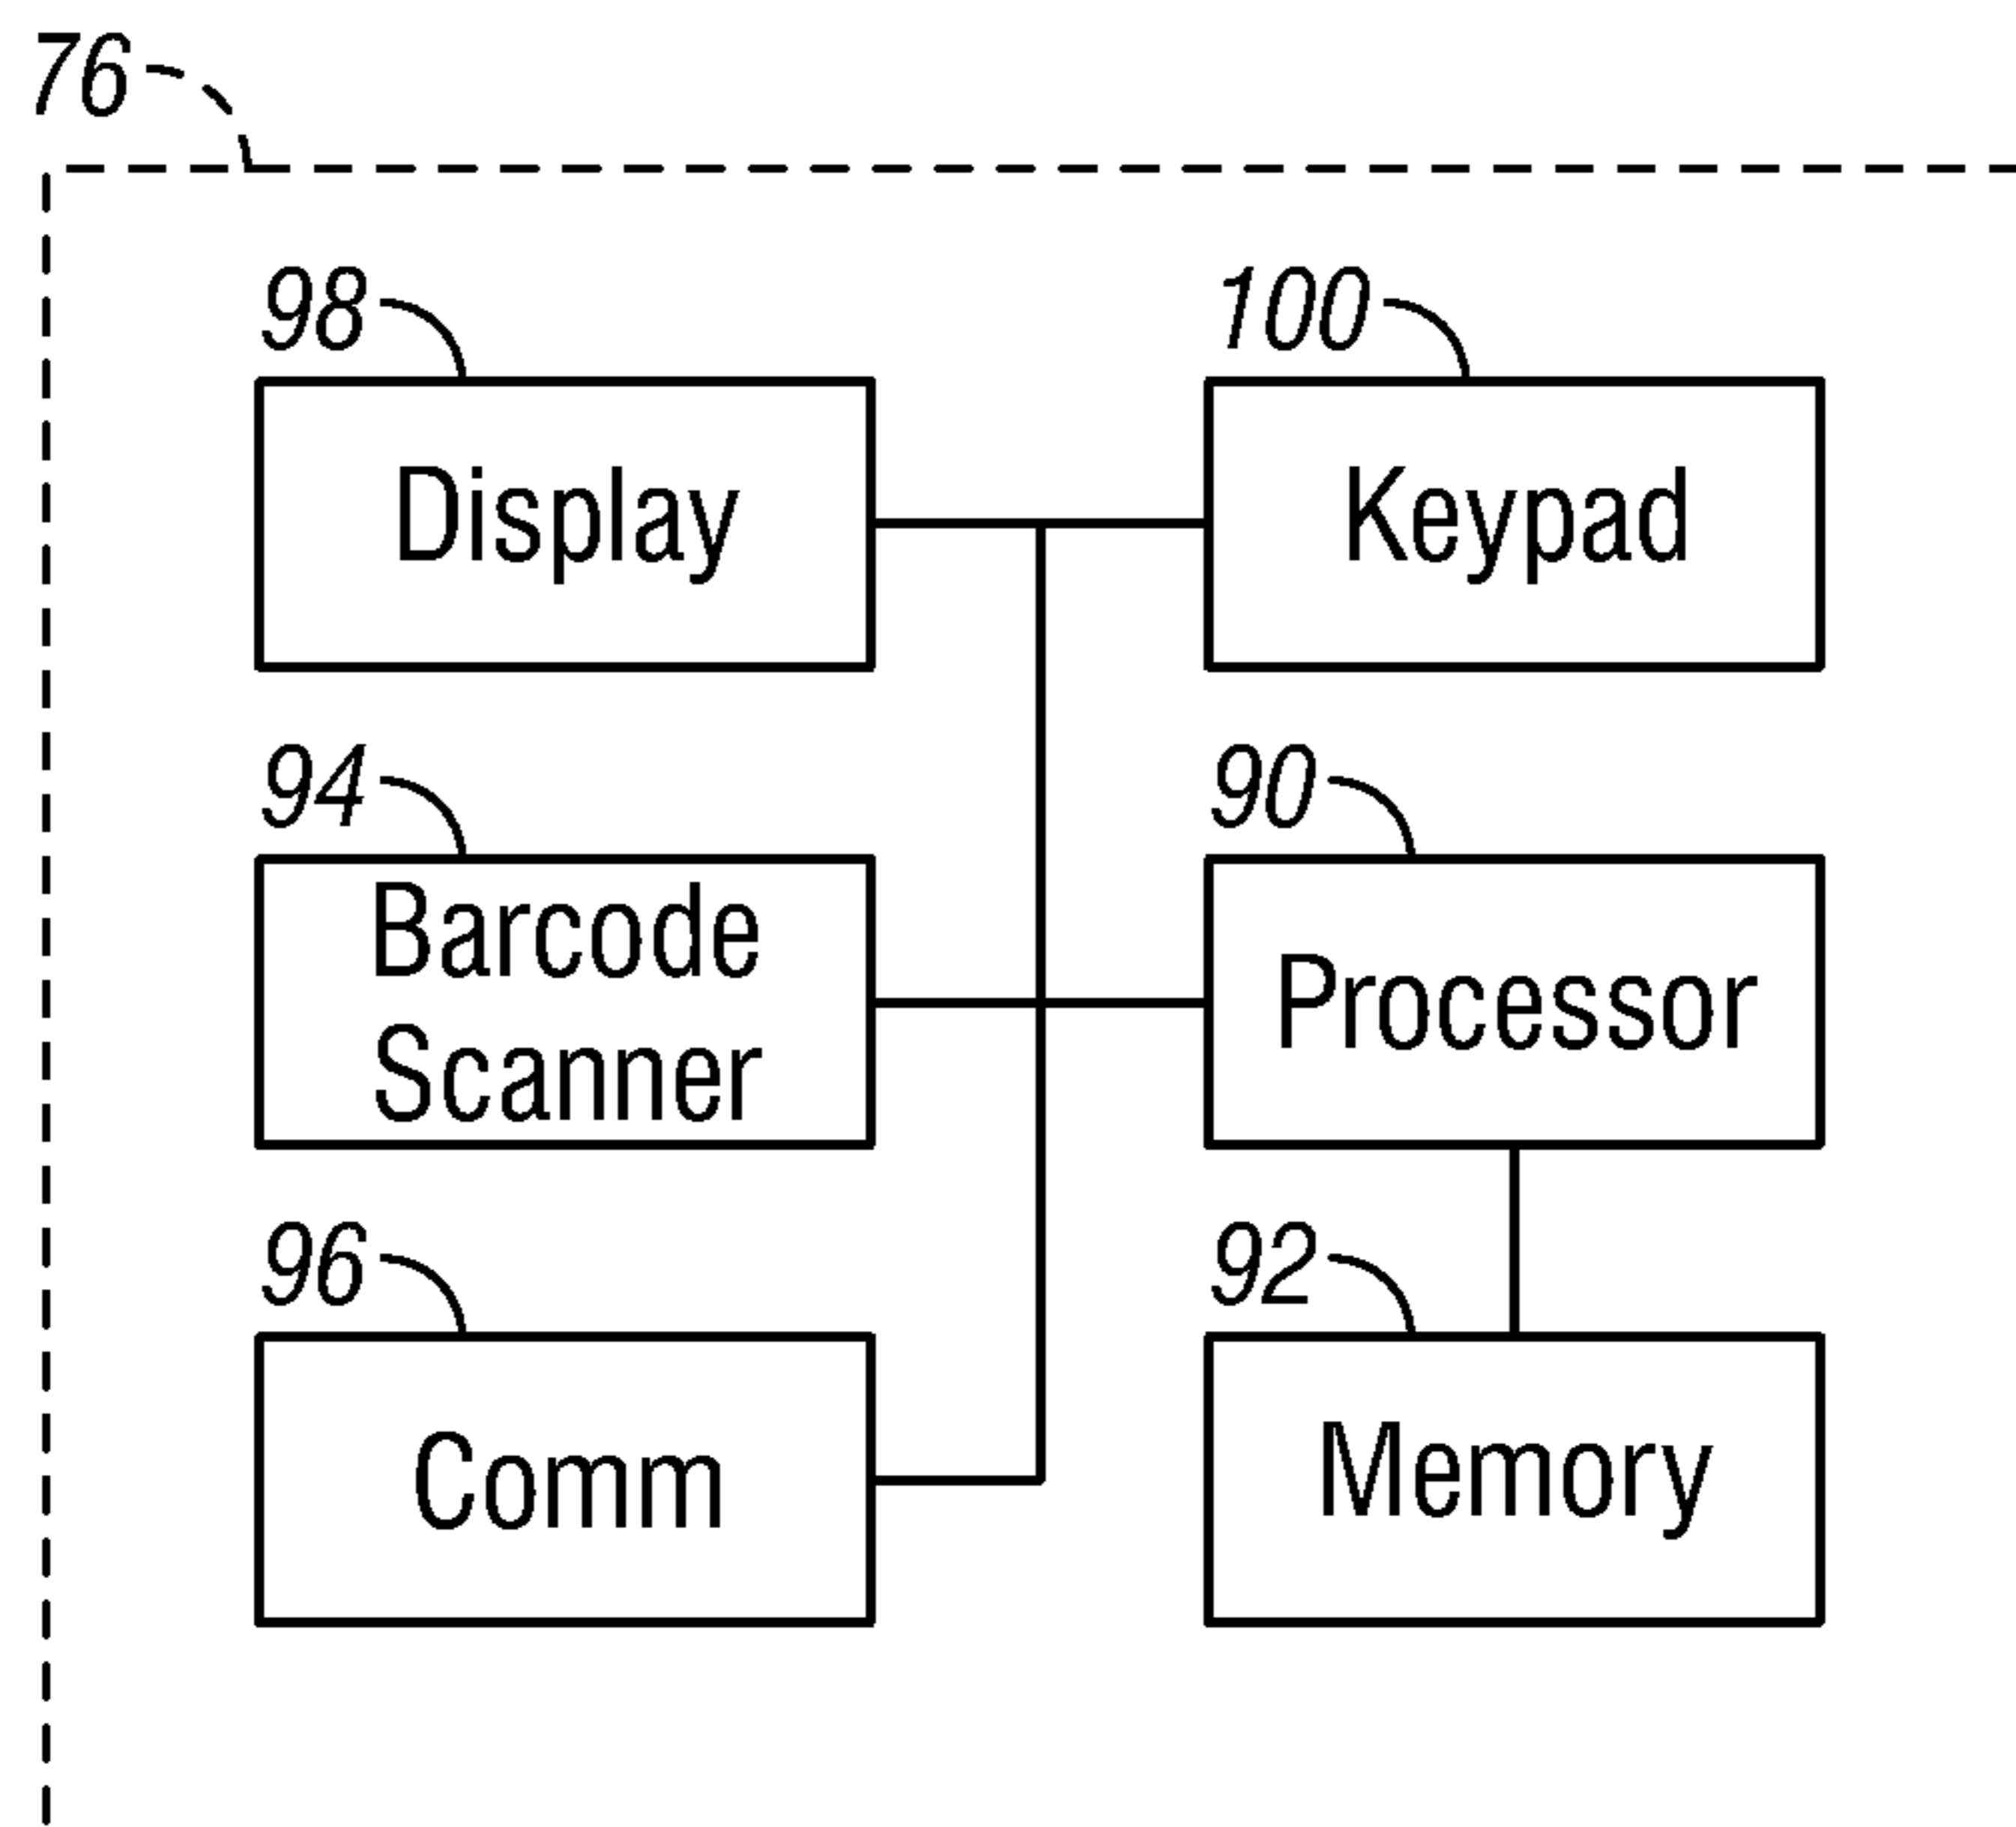 76
98
100
Display
Keypad
94
90
Barcode
Scanner
Processor
96
92
Comm
Memory